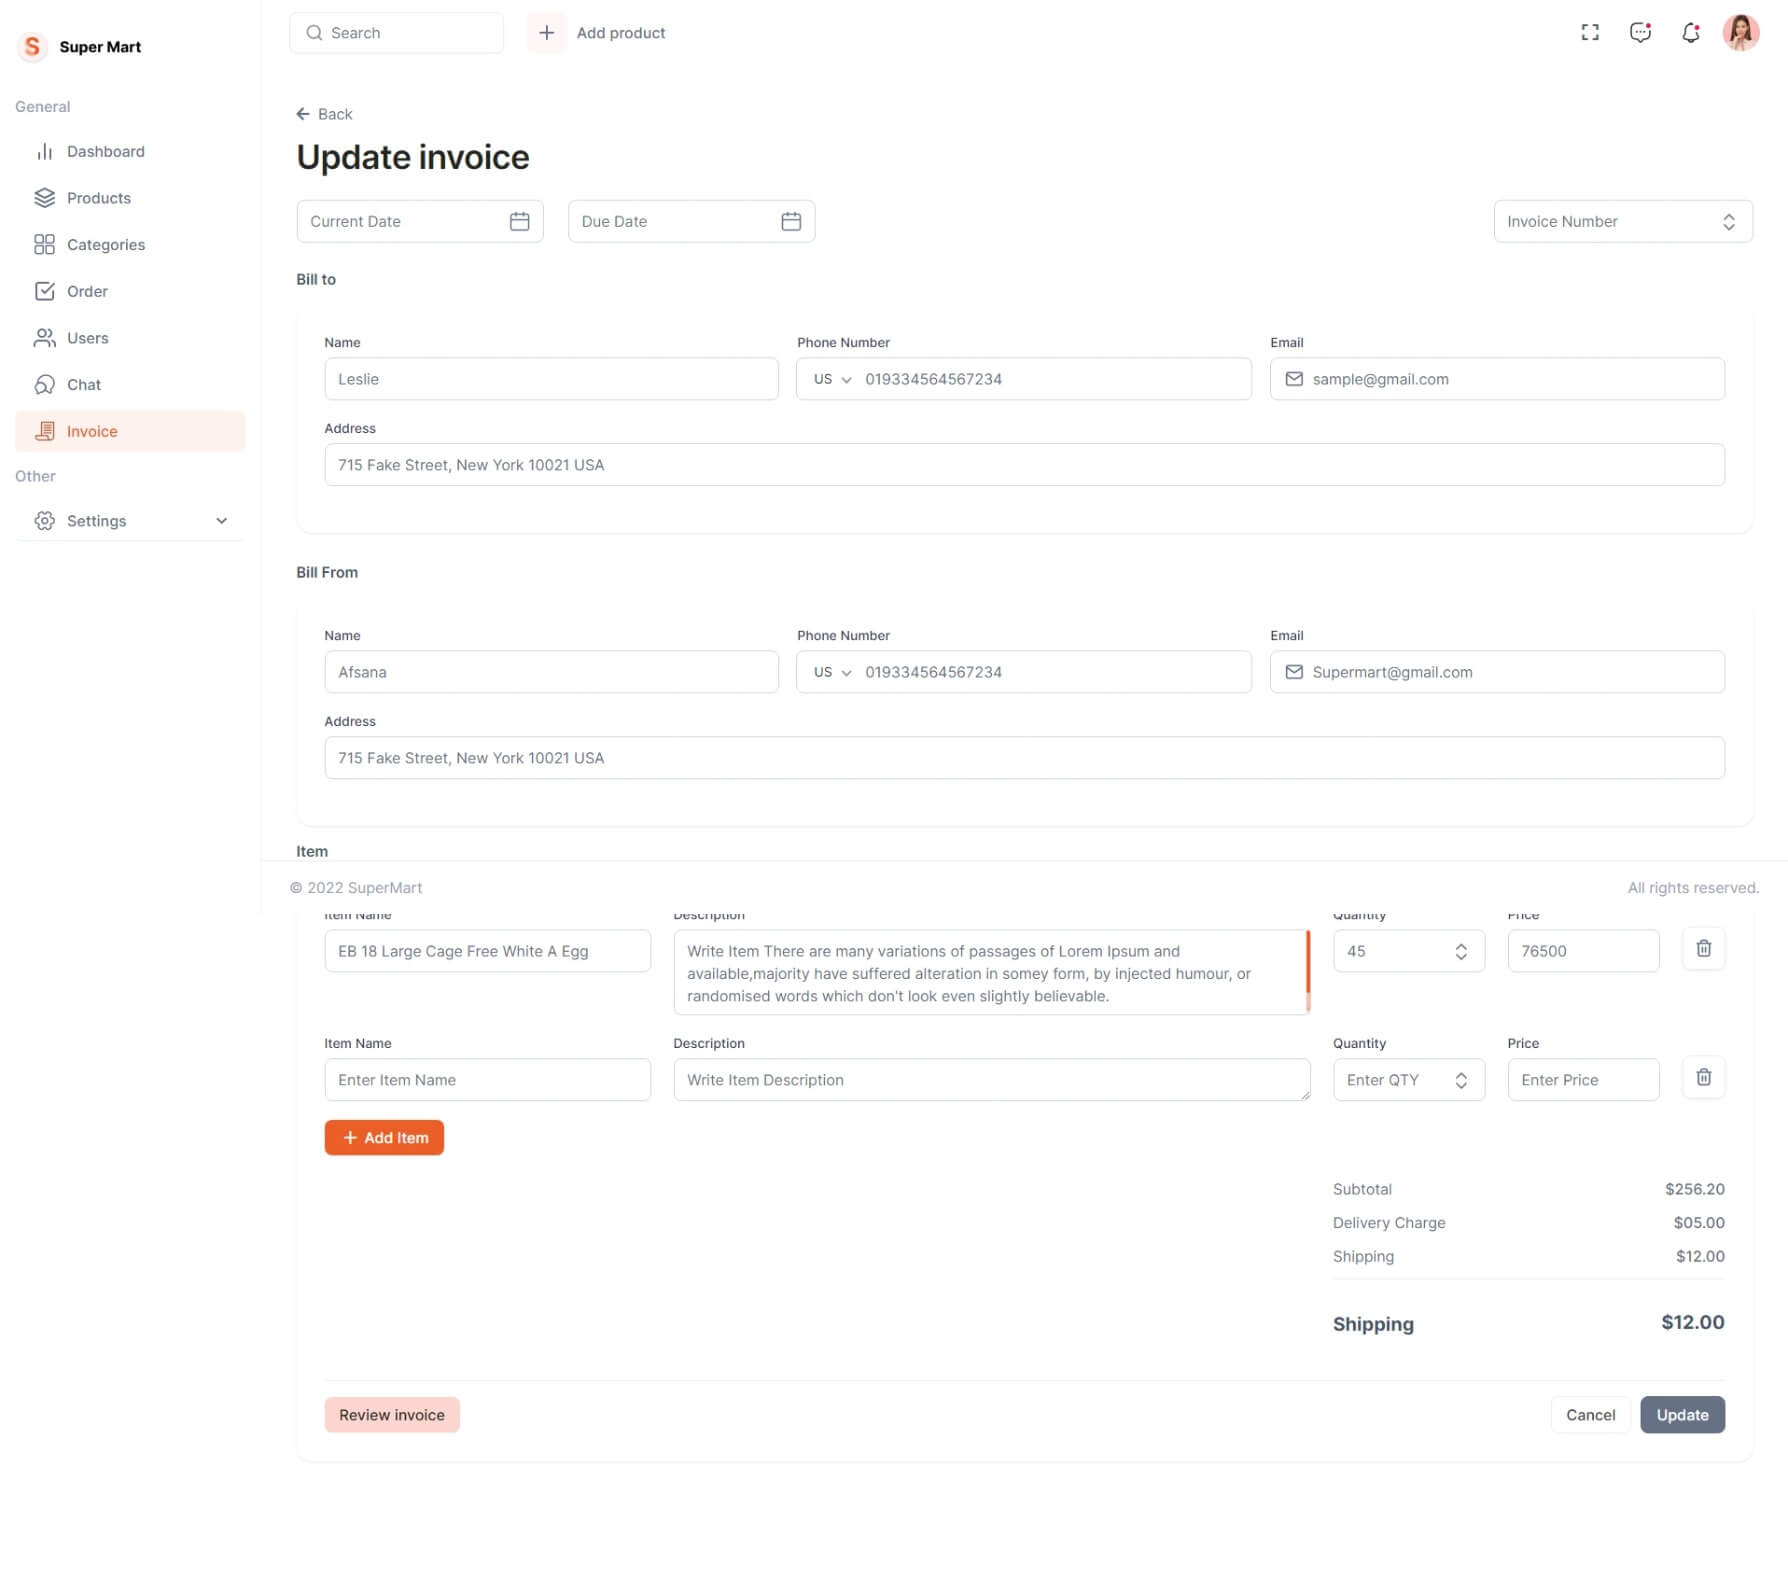 S Super Mart
Search
Add product
General
Dashboard
Products
Categories
Order
Users
Chat
Invoice
Other
Settings
Back
Update invoice
Current Date
Due Date
Invoice Number
Bill to
Name
Phone Number
Email
Leslie
US 019334564567234
sample@gmail.com
Address
715 Fake Street, New York 10021 USA
Bill From
Name
Phone Number
Email
Afsana
US 019334564567234
Supermart@gmail.com
Address
715 Fake Street, New York 10021 USA
Item
© 2022 SuperMart
All rights reserved.
Item Name
Description
Quantity
Price
EB 18 Large Cage Free White A Egg
Write Item There are many variations of passages of Lorem Ipsum and
available,majority have suffered alteration in somey form, by injected humour, or
randomised words which don't look even slightly believable.
45
76500
Item Name
Description
Quantity
Price
Enter Item Name
Write Item Description
Enter QTY
Enter Price
+ Add Item
Subtotal $256.20
Delivery Charge $05.00
Shipping $12.00
Shipping $12.00
Review invoice
Cancel
Update